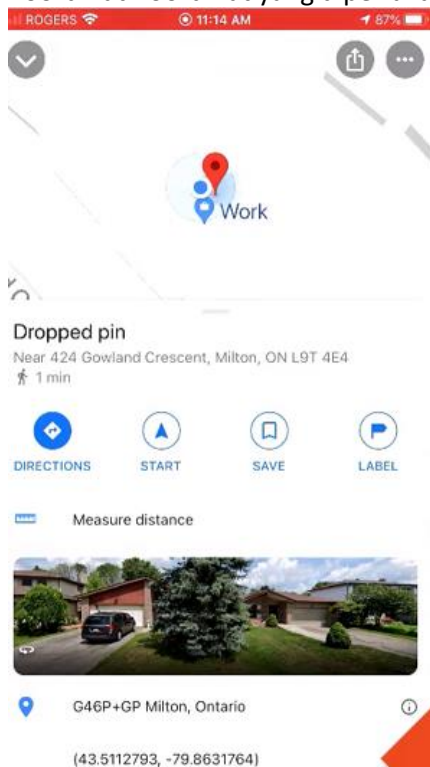 ROGERS 11:14 AM 87%
Work
Dropped pin
Near 424 Gowland Crescent, Milton, ON L9T 4E4
1 min
DIRECTIONS START SAVE LABEL
Measure distance
G46P+GP Milton, Ontario
(43.5112793, -79.8631764)